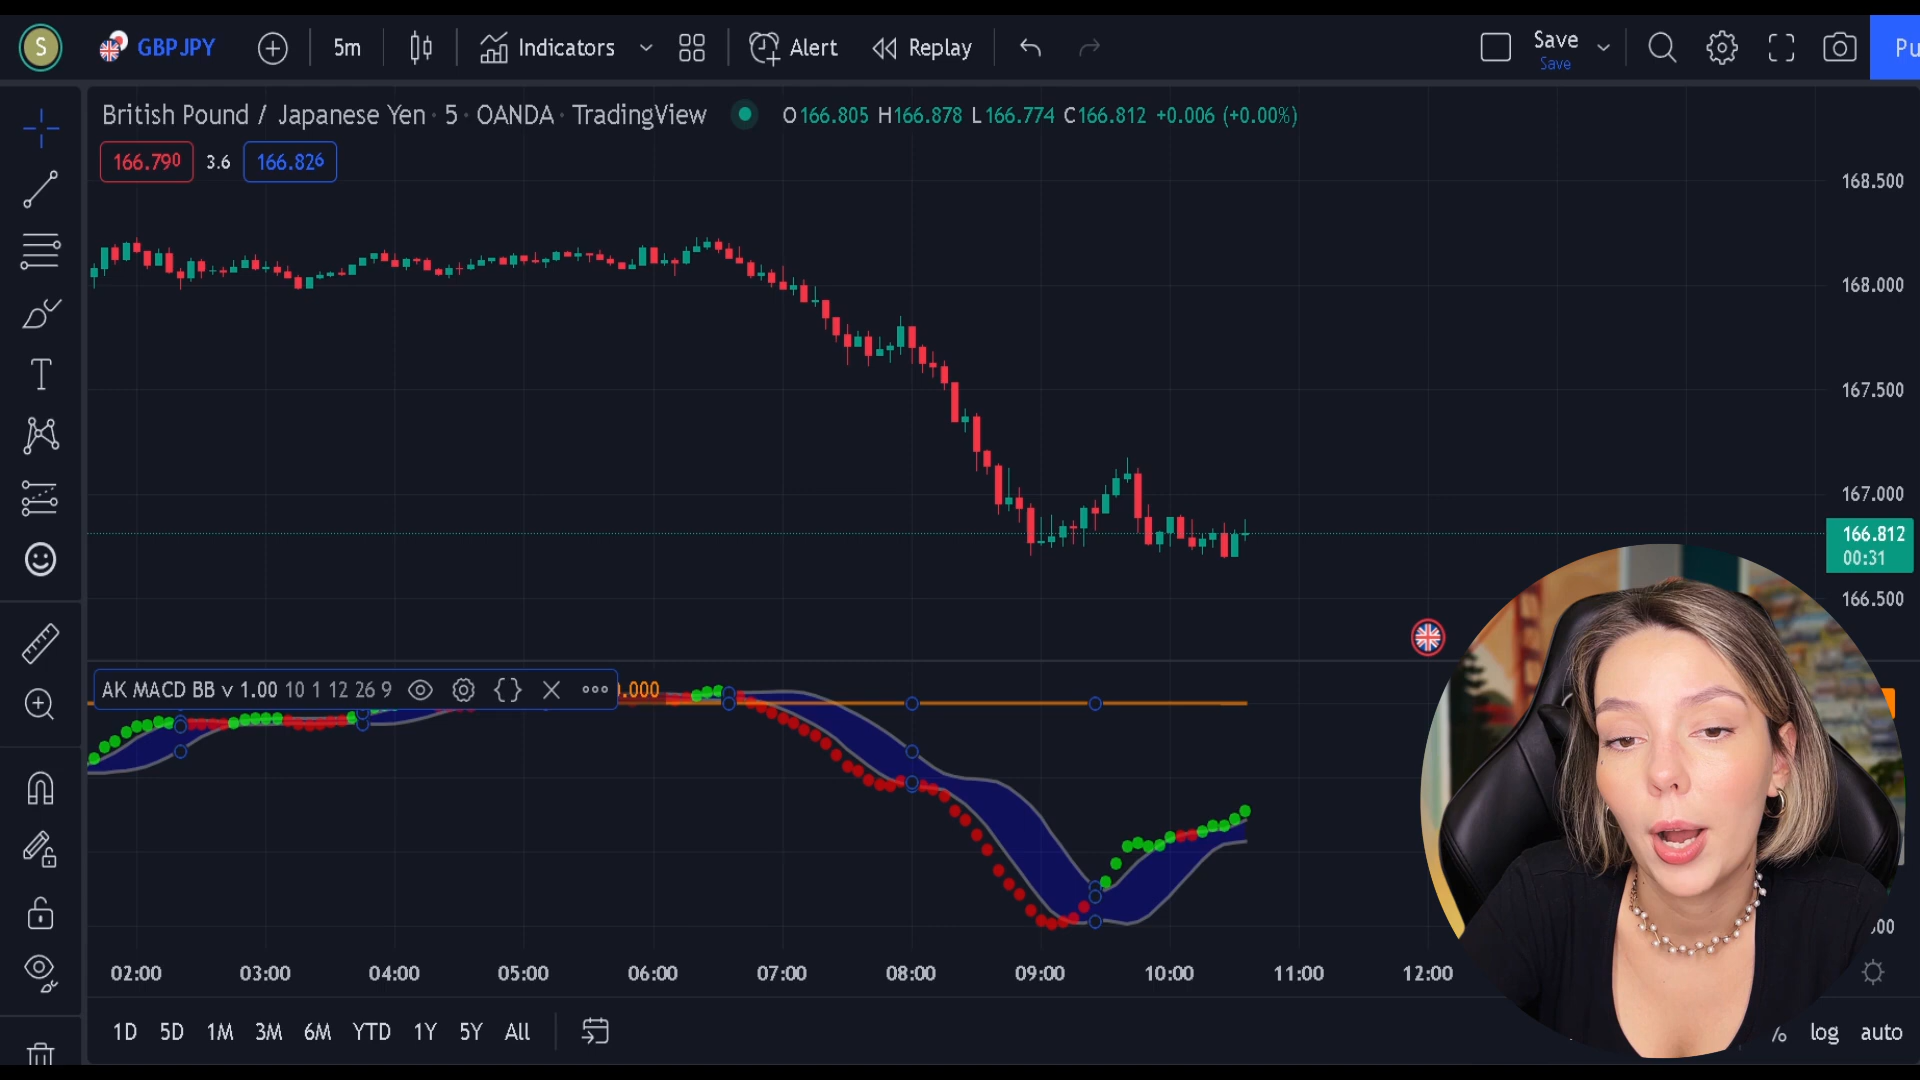 S GBPJPY 5m Indicators Alert Replay Save Pu
Save
British Pound / Japanese Yen · 5 · OANDA · TradingView O166.805 H166.878 L166.774 C166.812 +0.006 (+0.00%)
166.790 3.6 166.826
168.500
168.000
167.500
167.000
166.812
00:31
166.500
AK MACD BB v 1.00 10 1 12 26 9 .000
02:00 03:00 04:00 05:00 06:00 07:00 08:00 09:00 10:00 11:00 12:00
1D 5D 1M 3M 6M YTD 1Y 5Y All % log auto